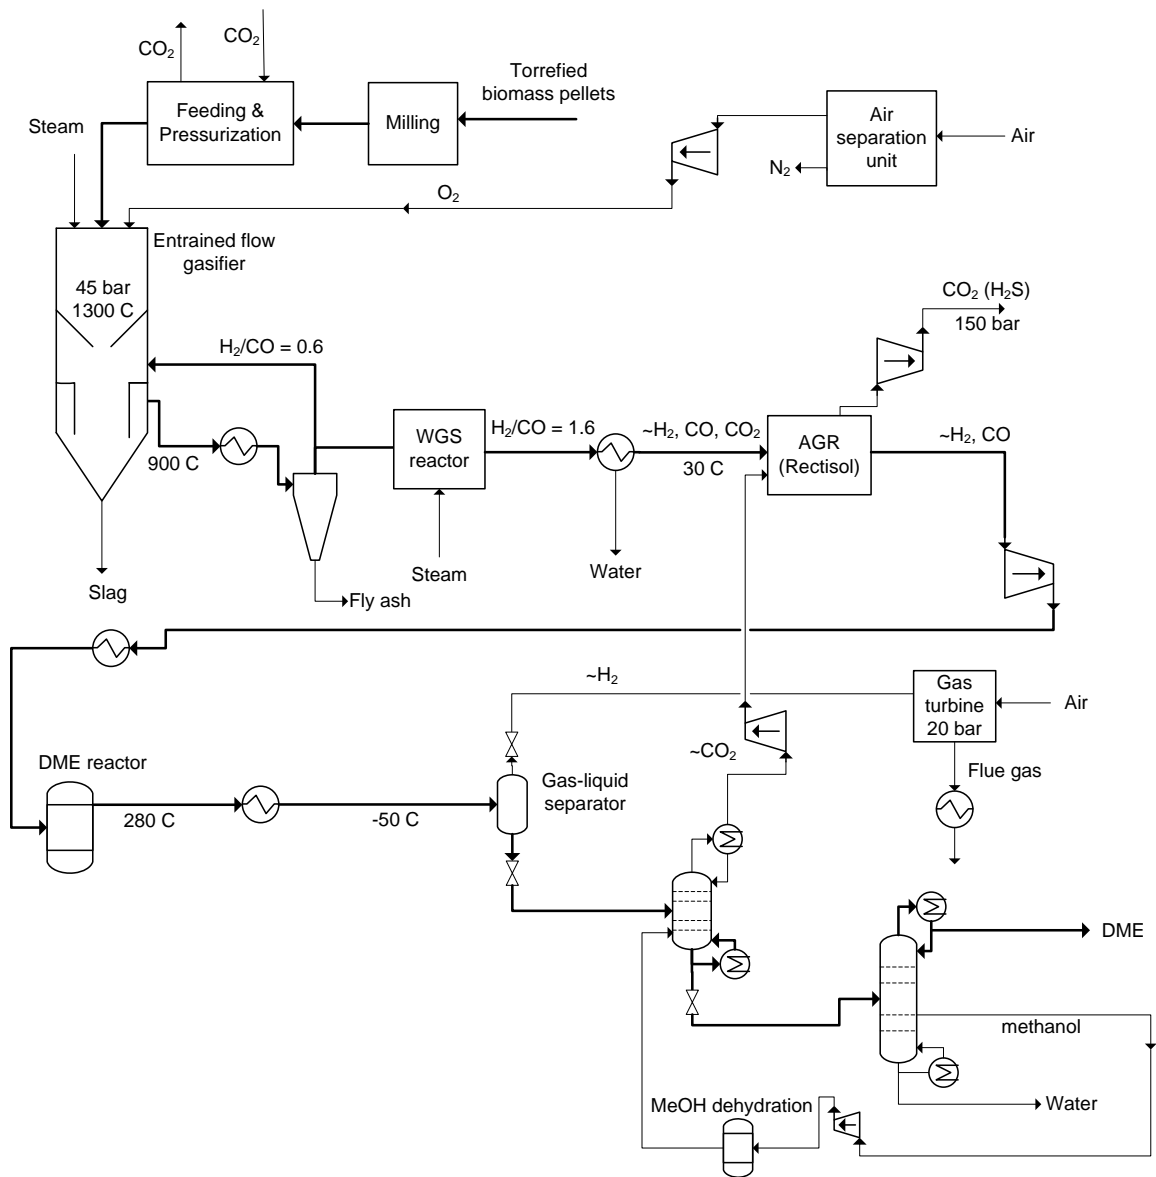 CO₂
CO₂
Torrefied
biomass pellets
Steam
Feeding &
Pressurization
Milling
Air
separation
unit
Air
N₂
O₂
Entrained flow
gasifier
45 bar
1300 C
CO₂ (H₂S)
150 bar
H₂/CO = 0.6
WGS
reactor
H₂/CO = 1.6
~H₂, CO, CO₂
AGR
(Rectisol)
~H₂, CO
900 C
30 C
Slag
Fly ash
Steam
Water
~H₂
Gas
turbine
20 bar
Air
~CO₂
DME reactor
Gas-liquid
separator
Flue gas
280 C
-50 C
DME
methanol
MeOH dehydration
Water